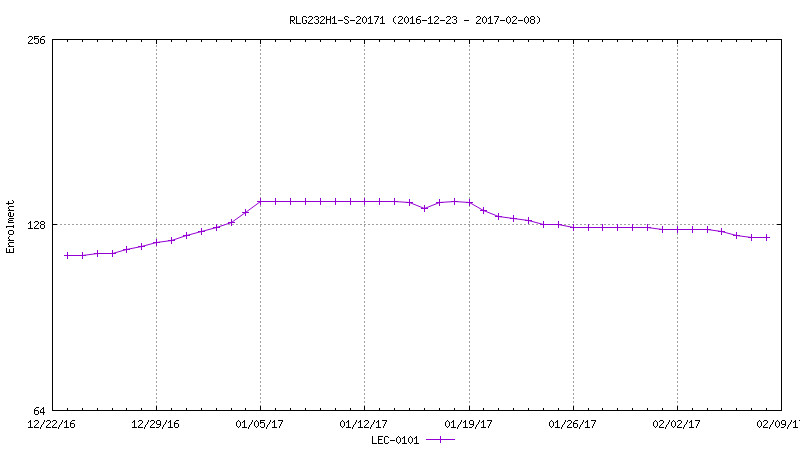 RLG232H1-S-20171 (2016-12-23 - 2017-02-08)
256
128
64
Enrolment
12/22/16 12/29/16 01/05/17 01/12/17 01/19/17 01/26/17 02/02/17 02/09/17
LEC-0101